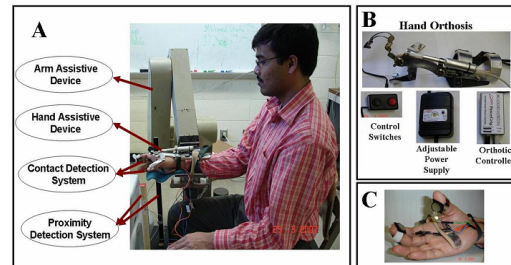 A
Arm Assistive
Device
Hand Assistive
Device
Contact Detection
System
Proximity
Detection System
B
Hand Orthosis
Control
Switches
Adjustable
Power
Supply
Orthotic
Controller
C